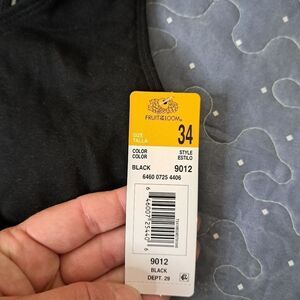 FRUIT OF THE LOOM®
SIZE
TALLA
34
COLOR
COLOR
STYLE
ESTILO
BLACK 9012
6460 0725 4406
9012
BLACK
DEPT. 29